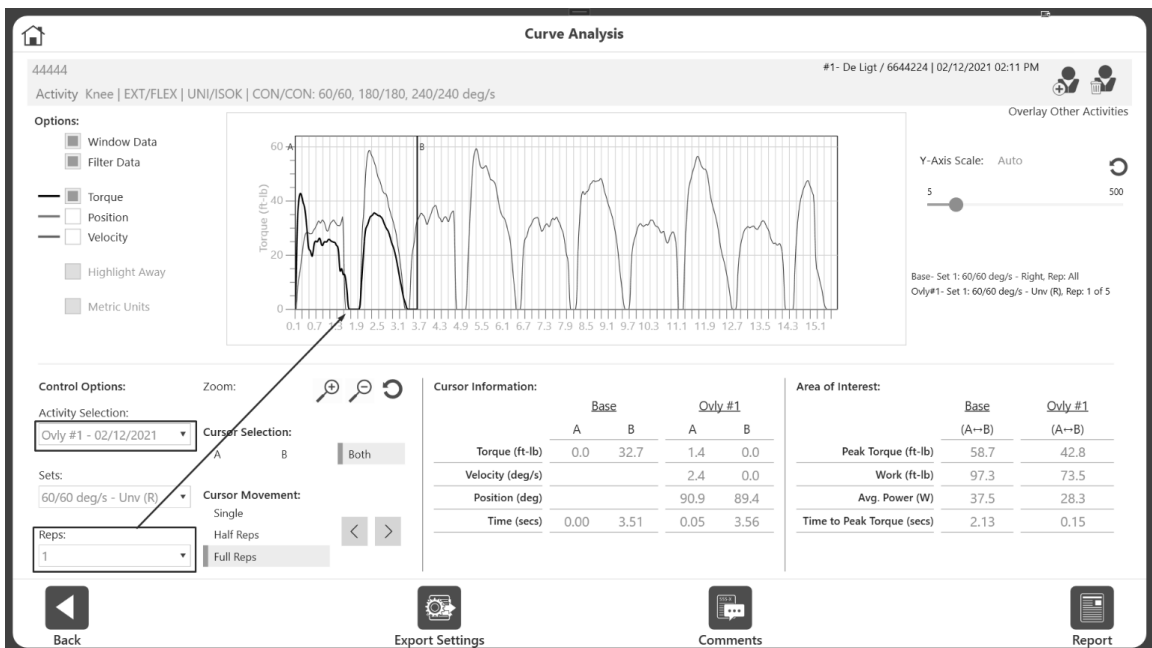 Curve Analysis
44444
#1- De Ligt / 6644224 | 02/12/2021 02:11 PM
Activity Knee | EXT/FLEX | UNI/ISOK | CON/CON: 60/60, 180/180, 240/240 deg/s
Overlay Other Activities
Options:
Window Data
Filter Data
Torque
Position
Velocity
Highlight Away
Metric Units
Torque (ft-lb)
60
40
20
0
A
B
0.1 0.7 1.3 1.9 2.5 3.1 3.7 4.3 4.9 5.5 6.1 6.7 7.3 7.9 8.5 9.1 9.7 10.3 11.1 11.9 12.7 13.5 14.3 15.1
Y-Axis Scale: Auto
5 500
Base- Set 1: 60/60 deg/s - Right, Rep: All
Ovly#1- Set 1: 60/60 deg/s - Unv (R), Rep: 1 of 5
Control Options:
Activity Selection:
Ovly #1 - 02/12/2021
Sets:
60/60 deg/s - Unv (R)
Reps:
1
Zoom:
Cursor Selection:
A B Both
Cursor Movement:
Single
Half Reps
Full Reps
Cursor Information:
Base Ovly #1
A B A B
Torque (ft-lb) 0.0 32.7 1.4 0.0
Velocity (deg/s) 2.4 0.0
Position (deg) 90.9 89.4
Time (secs) 0.00 3.51 0.05 3.56
Area of Interest:
Base Ovly #1
(A↔B) (A↔B)
Peak Torque (ft-lb) 58.7 42.8
Work (ft-lb) 97.3 73.5
Avg. Power (W) 37.5 28.3
Time to Peak Torque (secs) 2.13 0.15
Back
Export Settings
Comments
Report